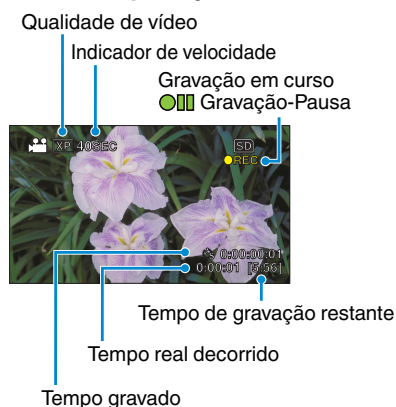 Qualidade de vídeo
Indicador de velocidade
Gravação em curso
Gravação-Pausa
XP 40SEC
SD
REC
0:00:00:01
0:00:01 [5:56]
Tempo de gravação restante
Tempo real decorrido
Tempo gravado